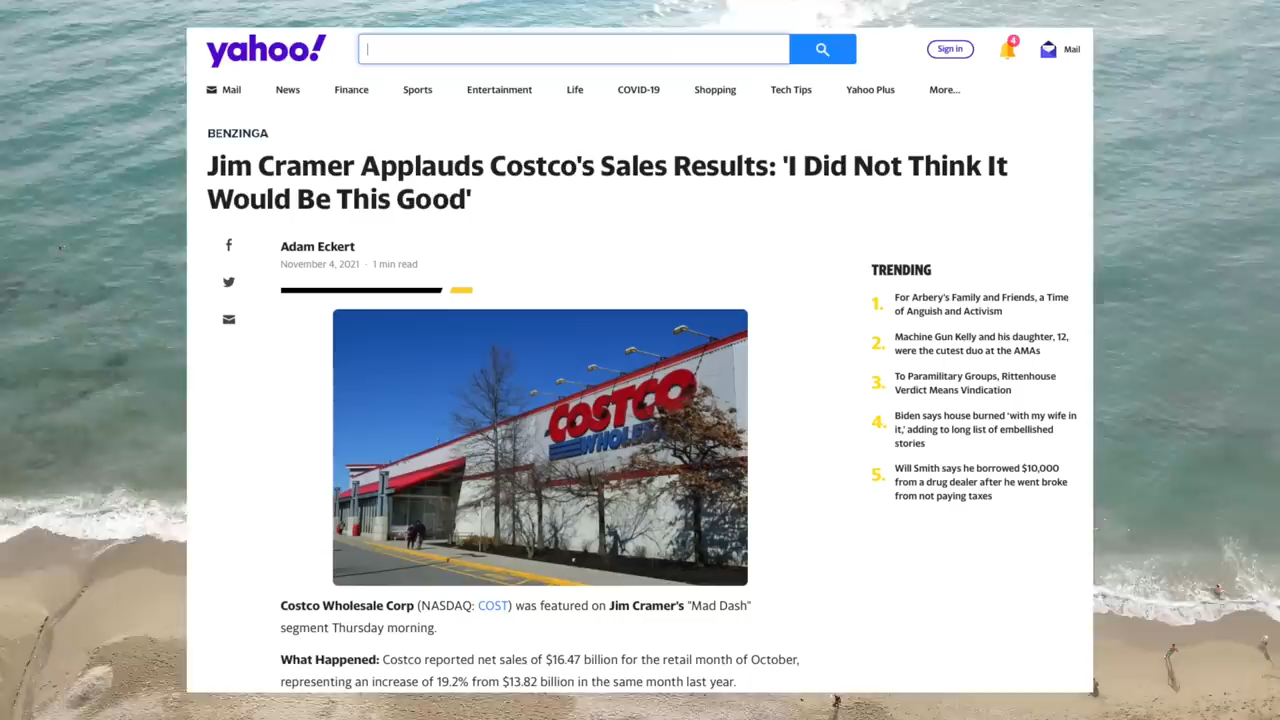 yahoo!
Sign in
4
Mail
Mail
News
Finance
Sports
Entertainment
Life
COVID-19
Shopping
Tech Tips
Yahoo Plus
More...
BENZINGA
Jim Cramer Applauds Costco's Sales Results: 'I Did Not Think It
Would Be This Good'
Adam Eckert
November 4, 2021 · 1 min read
COSTCO
WHOLESALE
Costco Wholesale Corp (NASDAQ: COST) was featured on Jim Cramer's "Mad Dash"
segment Thursday morning.
What Happened: Costco reported net sales of $16.47 billion for the retail month of October,
representing an increase of 19.2% from $13.82 billion in the same month last year.
TRENDING
1. For Arbery's Family and Friends, a Time
of Anguish and Activism
2. Machine Gun Kelly and his daughter, 12,
were the cutest duo at the AMAs
3. To Paramilitary Groups, Rittenhouse
Verdict Means Vindication
4. Biden says house burned 'with my wife in
it,' adding to long list of embellished
stories
5. Will Smith says he borrowed $10,000
from a drug dealer after he went broke
from not paying taxes